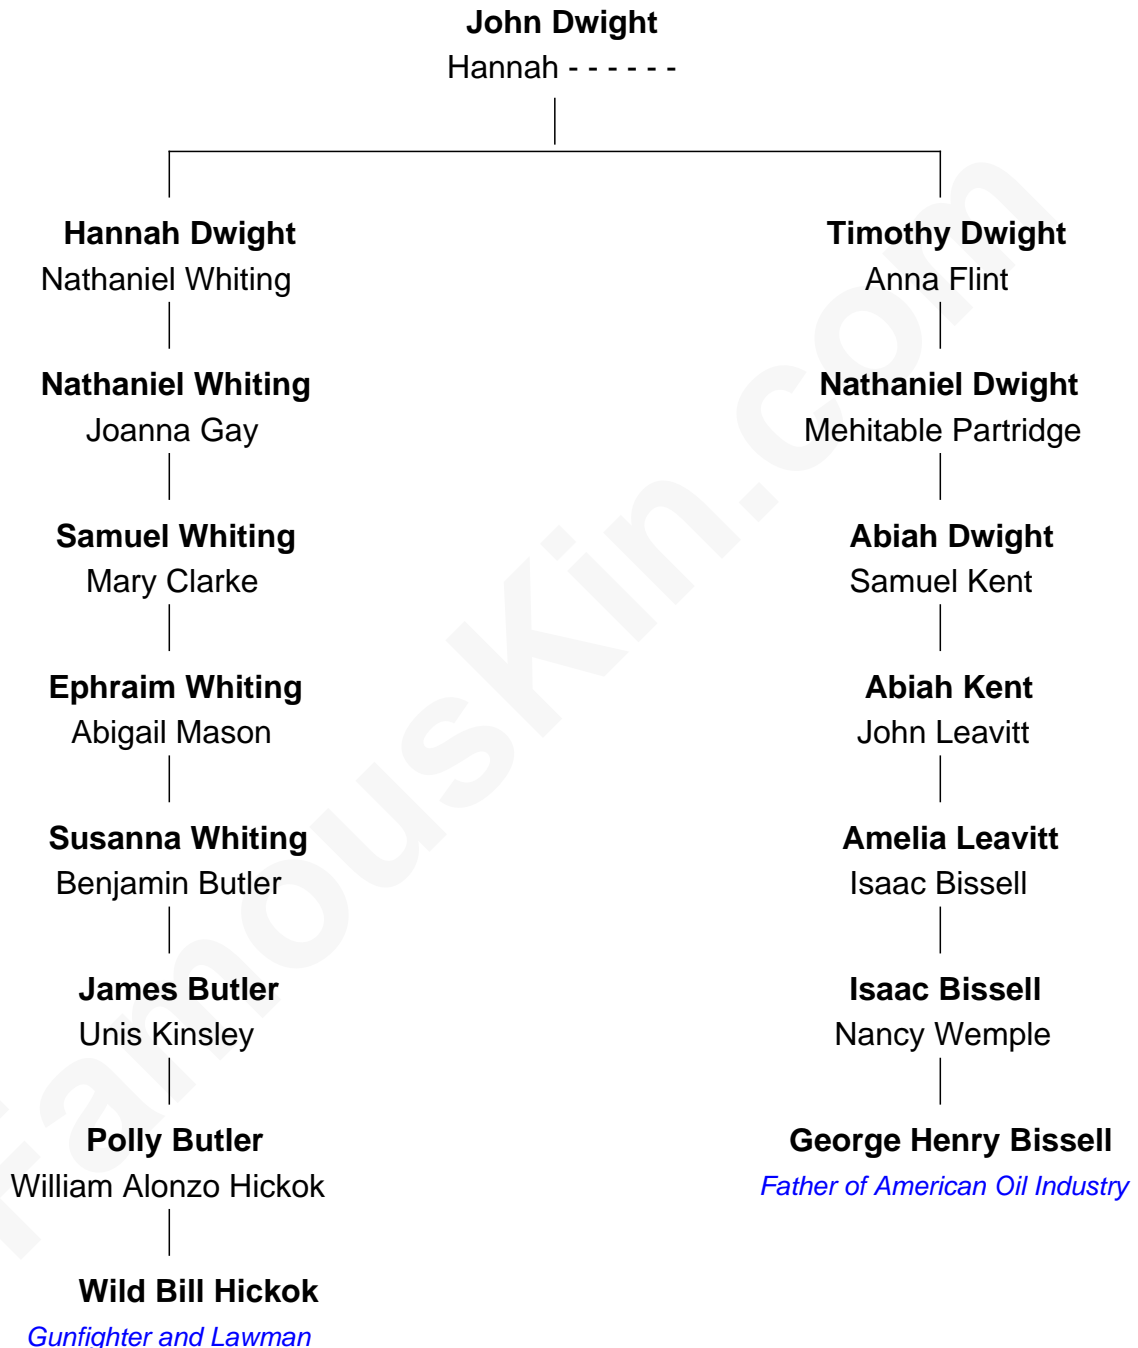 John Dwight
Hannah - - - - - -
Hannah Dwight
Nathaniel Whiting
Timothy Dwight
Anna Flint
Nathaniel Whiting
Joanna Gay
Nathaniel Dwight
Mehitable Partridge
Samuel Whiting
Mary Clarke
Abiah Dwight
Samuel Kent
Ephraim Whiting
Abigail Mason
Abiah Kent
John Leavitt
Susanna Whiting
Benjamin Butler
Amelia Leavitt
Isaac Bissell
James Butler
Unis Kinsley
Isaac Bissell
Nancy Wemple
Polly Butler
William Alonzo Hickok
George Henry Bissell
Father of American Oil Industry
Wild Bill Hickok
Gunfighter and Lawman
FamousKin.com